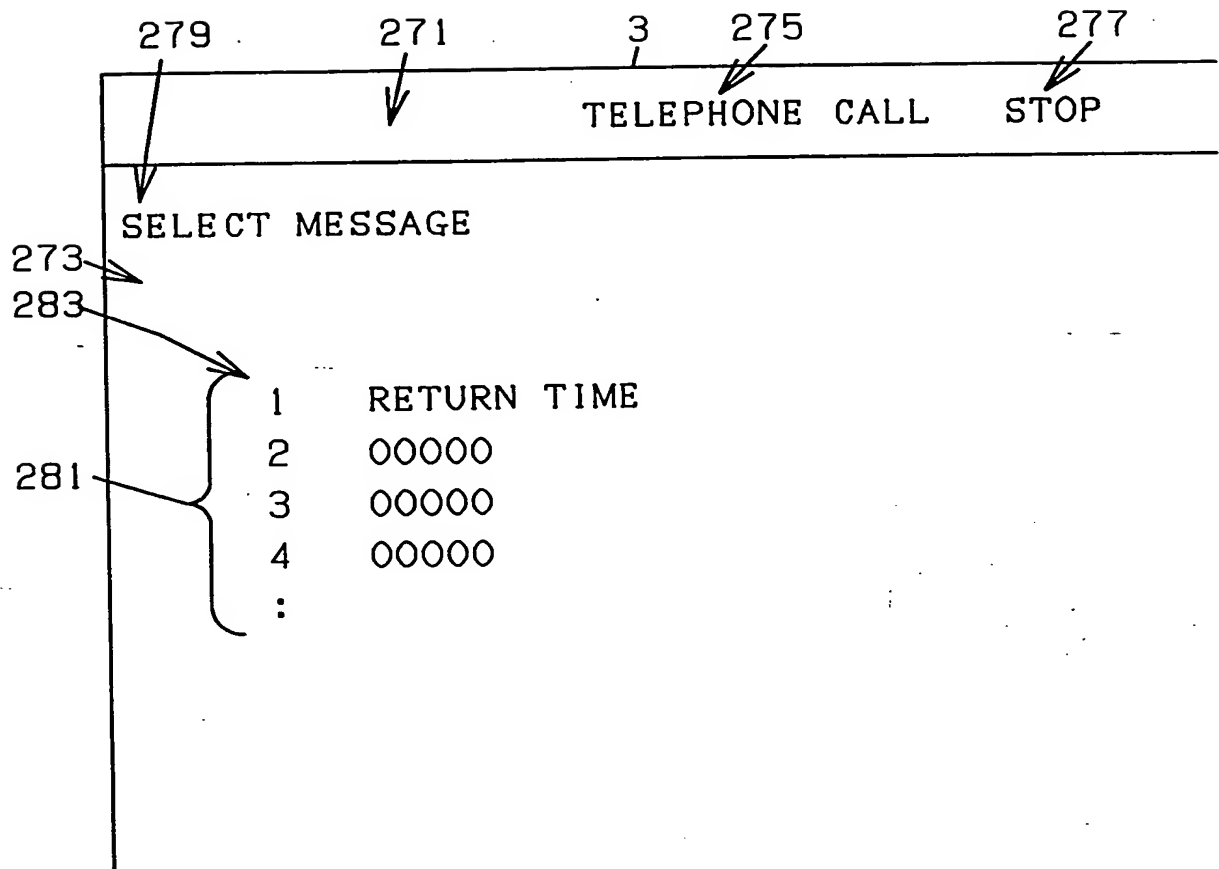 279 271 3 275 277
TELEPHONE CALL STOP
SELECT MESSAGE
273
283
1 RETURN TIME
2 00000
281
3 00000
4 00000
: